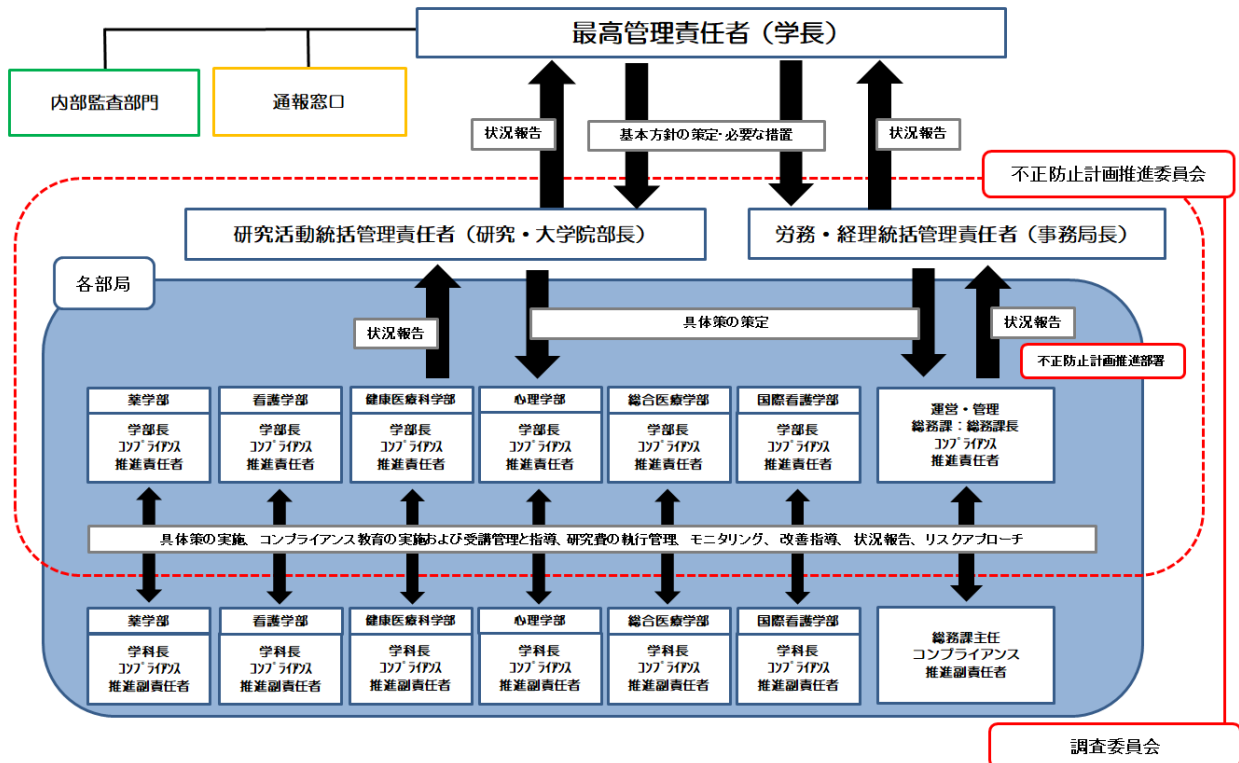 最高管理責任者（学長）
内部監査部門
通報窓口
状況報告
基本方針の策定・必要な措置
状況報告
不正防止計画推進委員会
研究活動統括管理責任者（研究・大学院部長）
労務・経理統括管理責任者（事務局長）
各部局
状況報告
具体策の策定
状況報告
不正防止計画推進部署
薬学部
学部長
コンプライアンス
推進責任者
看護学部
学部長
コンプライアンス
推進責任者
健康医療科学部
学部長
コンプライアンス
推進責任者
心理学部
学部長
コンプライアンス
推進責任者
総合医療学部
学部長
コンプライアンス
推進責任者
国際看護学部
学部長
コンプライアンス
推進責任者
運営・管理
総務課：総務課長
コンプライアンス
推進責任者
具体策の実施、コンプライアンス教育の実施および受講管理と指導、研究費の執行管理、モニタリング、改善指導、状況報告、リスクアプローチ
薬学部
学科長
コンプライアンス
推進副責任者
看護学部
学科長
コンプライアンス
推進副責任者
健康医療科学部
学科長
コンプライアンス
推進副責任者
心理学部
学科長
コンプライアンス
推進副責任者
総合医療学部
学科長
コンプライアンス
推進副責任者
国際看護学部
学科長
コンプライアンス
推進副責任者
総務課主任
コンプライアンス
推進副責任者
調査委員会